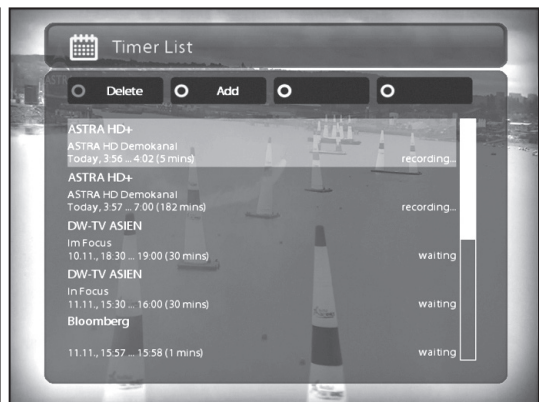 Timer List
Delete Add
ASTRA HD+
ASTRA HD Demokanal
Today, 3:56 ... 4:02 (5 mins) recording...
ASTRA HD+
ASTRA HD Demokanal
Today, 3:57 ... 7:00 (182 mins) recording...
DW-TV ASIEN
Im Focus
10.11., 18:30 ... 19:00 (30 mins) waiting
DW-TV ASIEN
In Focus
11.11., 15:30 ... 16:00 (30 mins) waiting
Bloomberg
11.11., 15:57 ... 15:58 (1 mins) waiting